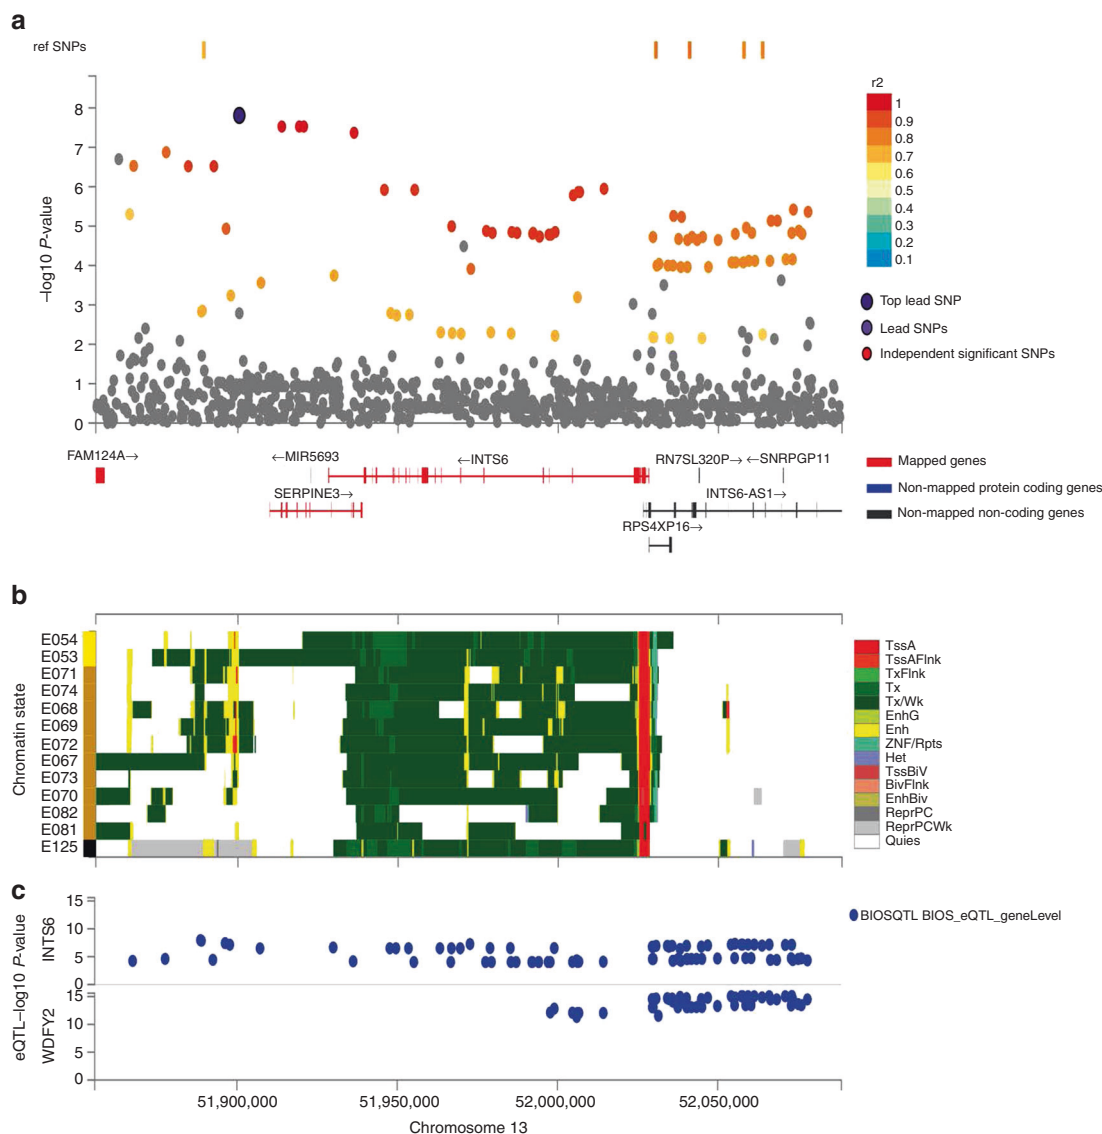 a
ref SNPs
–log10 P-value
8
7
6
5
4
3
2
1
0
r2
1
0.9
0.8
0.7
0.6
0.5
0.4
0.3
0.2
0.1
Top lead SNP
Lead SNPs
Independent significant SNPs
FAM124A→
←MIR5693
←INTS6
RN7SL320P→
←SNRPGP11
SERPINE3→
INTS6-AS1→
RPS4XP16→
Mapped genes
Non-mapped protein coding genes
Non-mapped non-coding genes
b
Chromatin state
E054
E053
E071
E074
E068
E069
E072
E067
E073
E070
E082
E081
E125
TssA
TssAFlnk
TxFlnk
Tx
Tx/Wk
EnhG
Enh
ZNF/Rpts
Het
TssBiV
BivFlnk
EnhBiv
ReprPC
ReprPCWk
Quies
c
eQTL–log10 P-value
INTS6
15
10
5
0
WDFY2
15
10
5
0
BIOSQTL BIOS_eQTL_geneLevel
51,900,000
51,950,000
52,000,000
52,050,000
Chromosome 13